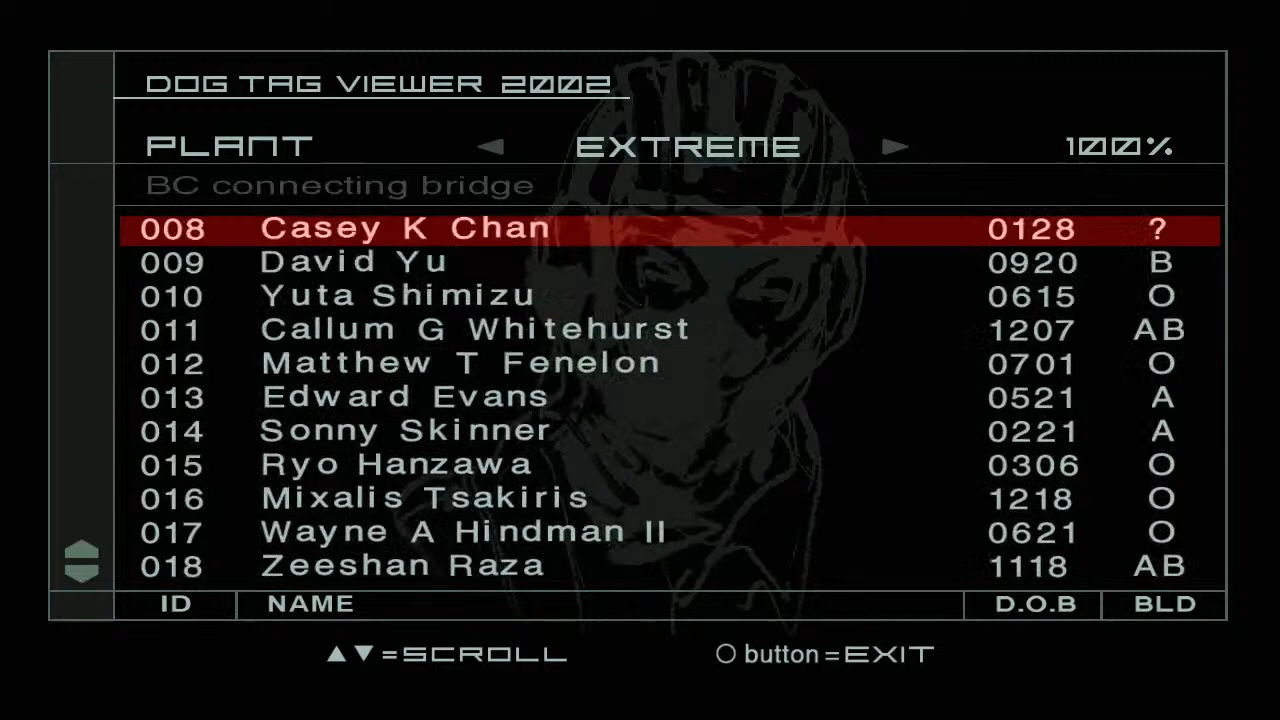 DOG TAG VIEWER 2002
PLANT ◄ EXTREME ► 100%
BC connecting bridge
008 Casey K Chan 0128 ?
009 David Yu 0920 B
010 Yuta Shimizu 0615 O
011 Callum G Whitehurst 1207 AB
012 Matthew T Fenelon 0701 O
013 Edward Evans 0521 A
014 Sonny Skinner 0221 A
015 Ryo Hanzawa 0306 O
016 Mixalis Tsakiris 1218 O
017 Wayne A Hindman II 0621 O
018 Zeeshan Raza 1118 AB
ID NAME D.O.B BLD
▲▼=SCROLL ○ button=EXIT